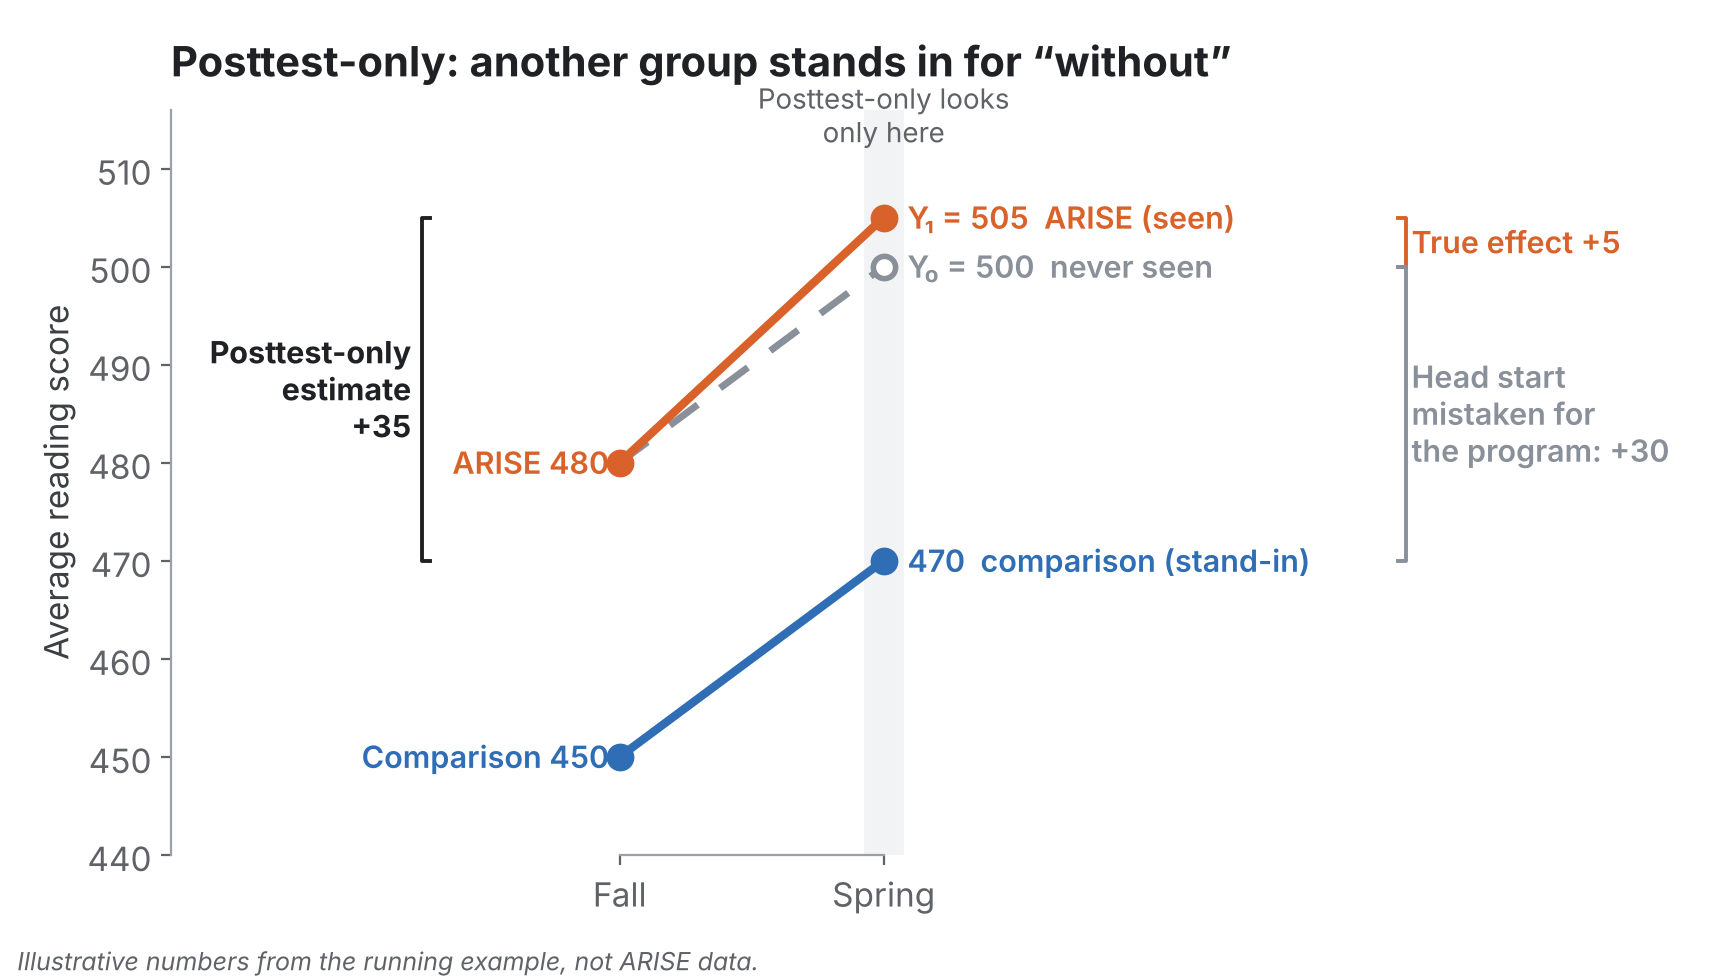 Posttest-only: another group stands in for “without”
Posttest-only looks
only here
510
500
490
480
470
460
450
440
Average reading score
Posttest-only
estimate
+35
ARISE 480
Comparison 450
Y₁ = 505 ARISE (seen)
Y₀ = 500 never seen
470 comparison (stand-in)
True effect +5
Head start
mistaken for
the program: +30
Fall
Spring
Illustrative numbers from the running example, not ARISE data.